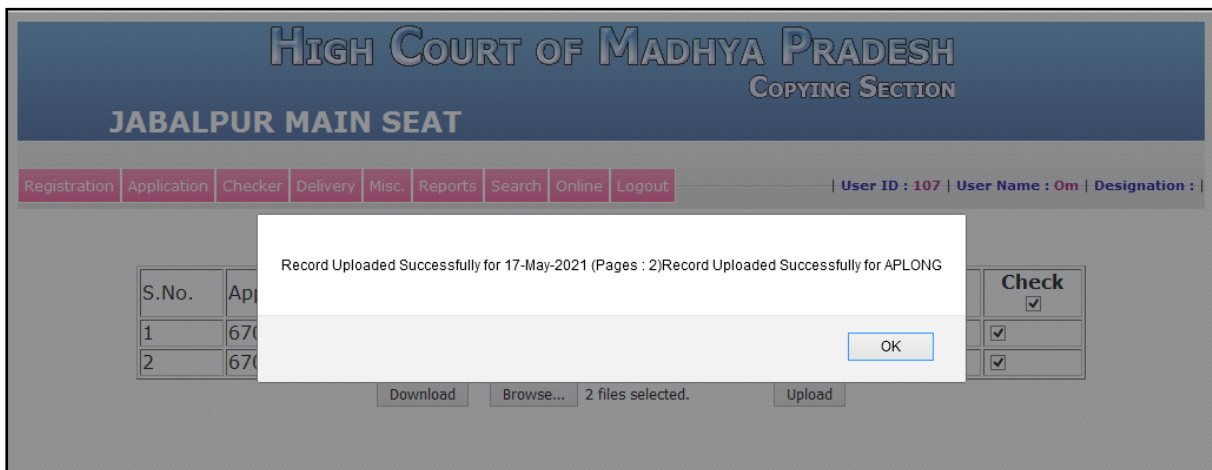 HIGH COURT OF MADHYA PRADESH
COPYING SECTION
JABALPUR MAIN SEAT
Registration Application Checker Delivery Misc. Reports Search Online Logout | User ID : 107 | User Name : Om | Designation : |
Record Uploaded Successfully for 17-May-2021 (Pages : 2)Record Uploaded Successfully for APLONG
S.No. Check
1
2
OK
Download Browse... 2 files selected. Upload